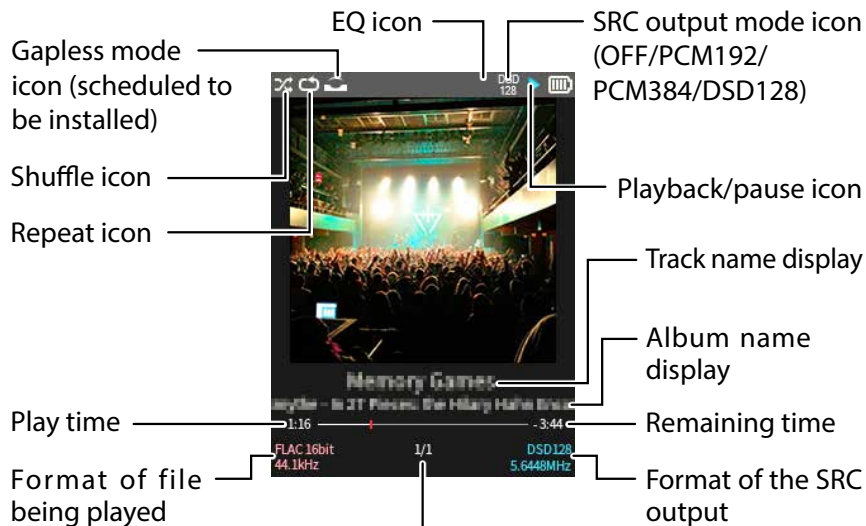 EQ icon
SRC output mode icon
(OFF/PCM192/
PCM384/DSD128)
Gapless mode
icon (scheduled to
be installed)
DSD
128
Shuffle icon
Playback/pause icon
Repeat icon
Track name display
Album name
display
Memory Games
Play time
1:16
- 3:44
Remaining time
FLAC 16bit
44.1kHz
1/1
DSD128
5.6448MHz
Format of file
being played
Format of the SRC
output